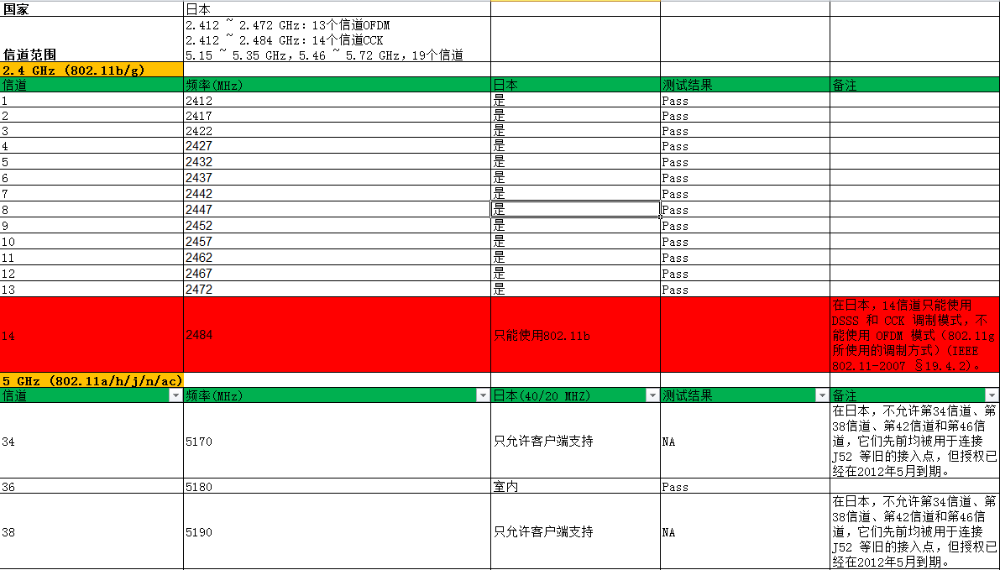 国家 日本
2.412 ~ 2.472 GHz: 13个信道OFDM
2.412 ~ 2.484 GHz: 14个信道CCK
信道范围 5.15 ~ 5.35 GHz, 5.46 ~ 5.72 GHz, 19个信道
2.4 GHz (802.11b/g)
信道 频率(MHz) 日本 测试结果 备注
1 2412 是 Pass
2 2417 是 Pass
3 2422 是 Pass
4 2427 是 Pass
5 2432 是 Pass
6 2437 是 Pass
7 2442 是 Pass
8 2447 是 Pass
9 2452 是 Pass
10 2457 是 Pass
11 2462 是 Pass
12 2467 是 Pass
13 2472 是 Pass
14 2484 只能使用802.11b
在日本，14信道只能使用
DSSS 和 CCK 调制模式，不
能使用 OFDM 模式（802.11g
所使用的调制方式）(IEEE
802.11-2007 §19.4.2)。
5 GHz (802.11a/h/j/n/ac)
信道 频率(MHz) 日本(40/20 MHZ) 测试结果 备注
34 5170 只允许客户端支持 NA
在日本，不允许第34信道、第
38信道、第42信道和第46信
道，它们先前均被用于连接
J52 等旧的接入点，但授权已
经在2012年5月到期。
36 5180 室内 Pass
38 5190 只允许客户端支持 NA
在日本，不允许第34信道、第
38信道、第42信道和第46信
道，它们先前均被用于连接
J52 等旧的接入点，但授权已
经在2012年5月到期。